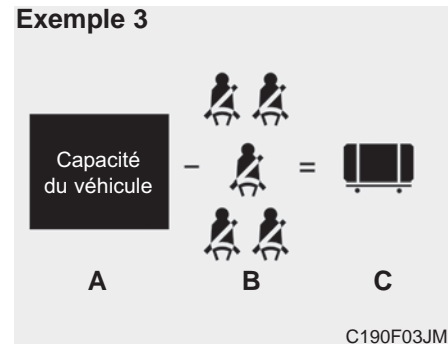 Exemple 3
Capacité
du véhicule
– =
A B C
C190F03JM